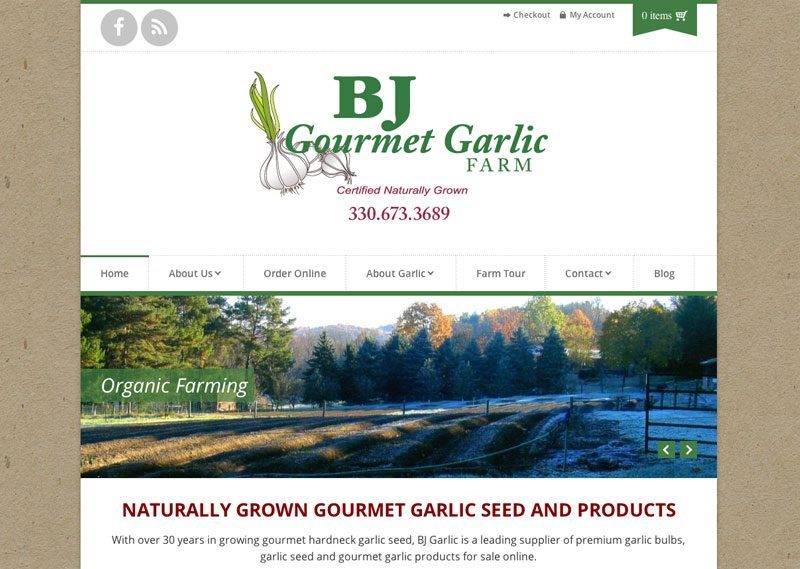 Checkout
My Account
0 items
BJ
Gourmet Garlic
FARM
Certified Naturally Grown
330.673.3689
Home
About Us
Order Online
About Garlic
Farm Tour
Contact
Blog
Organic Farming
NATURALLY GROWN GOURMET GARLIC SEED AND PRODUCTS
With over 30 years in growing gourmet hardneck garlic seed, BJ Garlic is a leading supplier of premium garlic bulbs,
garlic seed and gourmet garlic products for sale online.